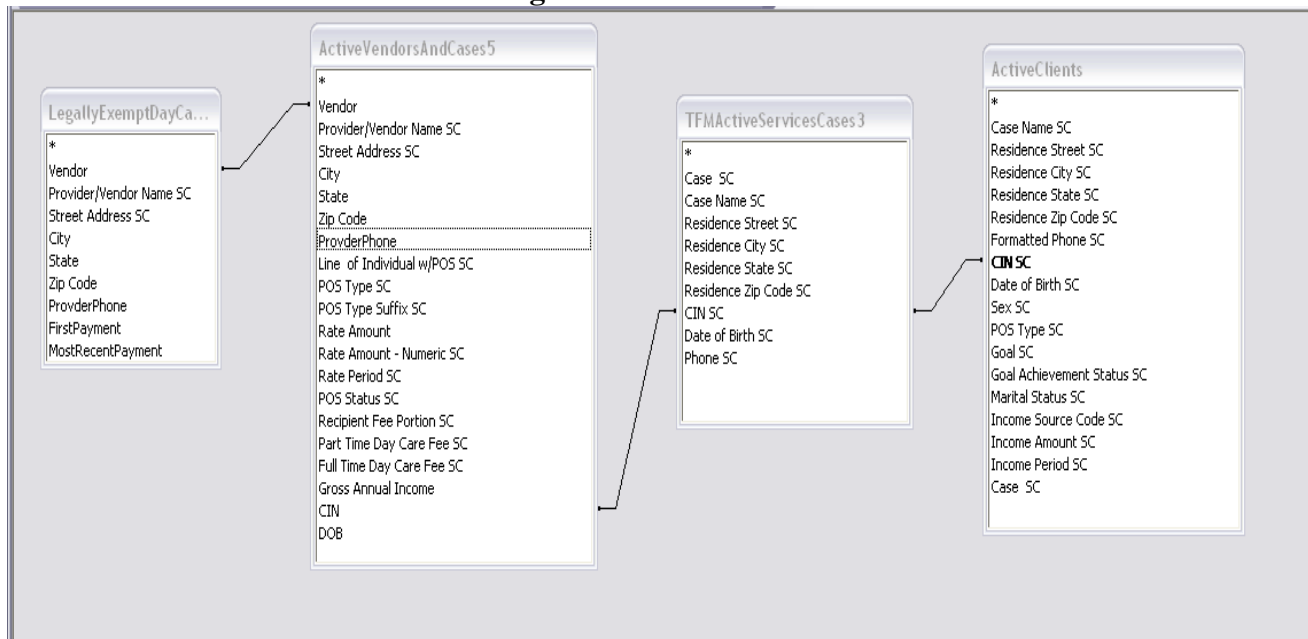 LegallyExemptDayCa...
*
Vendor
Provider/Vendor Name SC
Street Address SC
City
State
Zip Code
ProvderPhone
FirstPayment
MostRecentPayment
ActiveVendorsAndCases5
*
Vendor
Provider/Vendor Name SC
Street Address SC
City
State
Zip Code
ProvderPhone
Line of Individual w/POS SC
POS Type SC
POS Type Suffix SC
Rate Amount
Rate Amount - Numeric SC
Rate Period SC
POS Status SC
Recipient Fee Portion SC
Part Time Day Care Fee SC
Full Time Day Care Fee SC
Gross Annual Income
CIN
DOB
TFMActiveServicesCases3
*
Case SC
Case Name SC
Residence Street SC
Residence City SC
Residence State SC
Residence Zip Code SC
CIN SC
Date of Birth SC
Phone SC
ActiveClients
*
Case Name SC
Residence Street SC
Residence City SC
Residence State SC
Residence Zip Code SC
Formatted Phone SC
CIN SC
Date of Birth SC
Sex SC
POS Type SC
Goal SC
Goal Achievement Status SC
Marital Status SC
Income Source Code SC
Income Amount SC
Income Period SC
Case SC